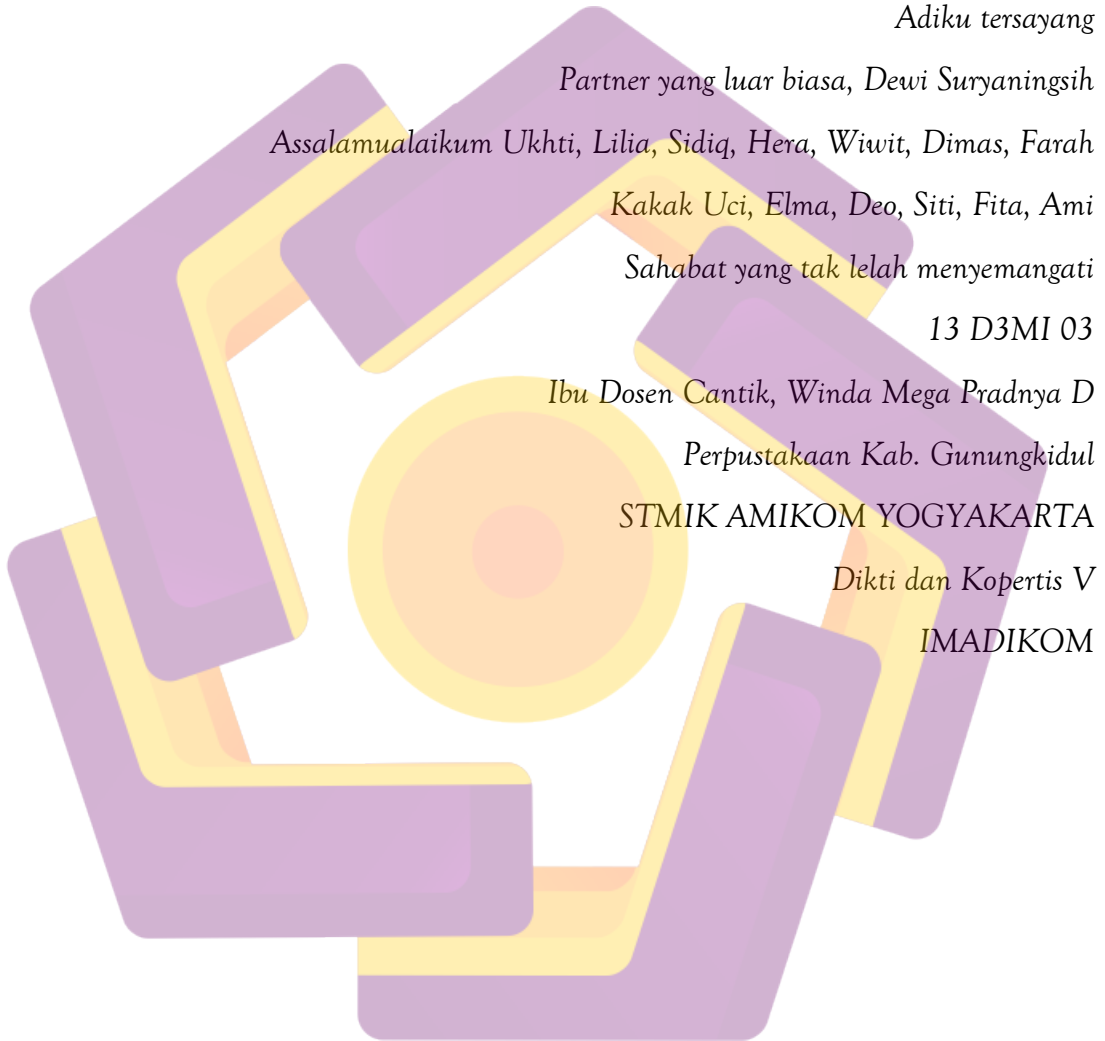 Adiku tersayang
Partner yang luar biasa, Dewi Suryaningsih
Assalamualaikum Ukhti, Lilia, Sidiq, Hera, Wiwit, Dimas, Farah
Kakak Uci, Elma, Deo, Siti, Fita, Ami
Sahabat yang tak lelah menyemangati
13 D3MI 03
Ibu Dosen Cantik, Winda Mega Pradnya D
Perpustakaan Kab. Gunungkidul
STMIK AMIKOM YOGYAKARTA
Dikti dan Kopertis V
IMADIKOM